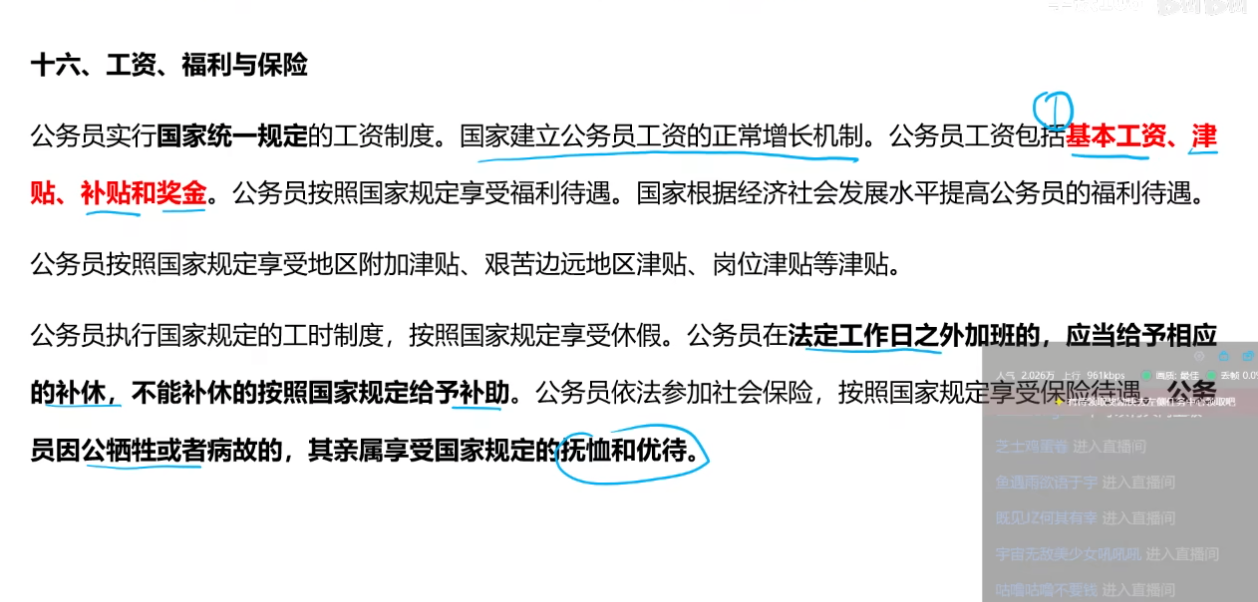 十六、工资、福利与保险
公务员实行国家统一规定的工资制度。国家建立公务员工资的正常增长机制。公务员工资包括基本工资、津
贴、补贴和奖金。公务员按照国家规定享受福利待遇。国家根据经济社会发展水平提高公务员的福利待遇。
公务员按照国家规定享受地区附加津贴、艰苦边远地区津贴、岗位津贴等津贴。
公务员执行国家规定的工时制度，按照国家规定享受休假。公务员在法定工作日之外加班的，应当给予相应
的补休，不能补休的按照国家规定给予补助。公务员依法参加社会保险，按照国家规定享受保险待遇。公务
员因公牺牲或者病故的，其亲属享受国家规定的抚恤和优待。
①
人气 2.026万 上行 961kbps 画质: 最佳 丢帧 0.0
芝士鸡蛋卷 进入直播间
鱼遇雨欲语于宇 进入直播间
既见JZ何其有幸 进入直播间
宇宙无敌美少女吼吼吼 进入直播间
咕噜咕噜不要钱 进入直播间